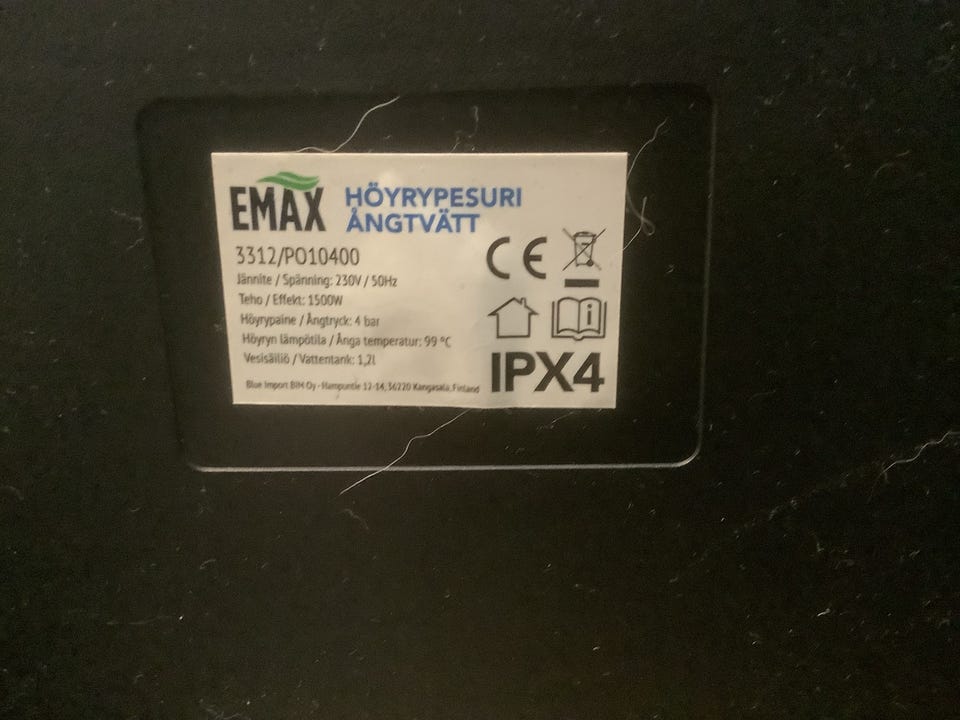 EMAX
HÖYRYPESURI
ÅNGTVÄTT
3312/PO10400
Jännite / Spänning: 230V / 50Hz
Teho / Effekt: 1500W
Höyrypaine / Ångtryck: 4 bar
Höyryn lämpötila / Ånga temperatur: 99 °C
Vesisäiliö / Vattentank: 1,2l
Blue Import BIM Oy - Hampuntie 12-14, 36220 Kangasala, Finland
CE
i
IPX4